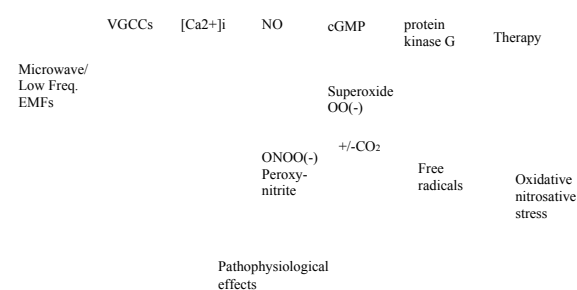 VGCCs [Ca2+]i NO cGMP protein
kinase G
Therapy
Microwave/
Low Freq.
EMFs
Superoxide
OO(-)
+/-CO2
ONOO(-)
Peroxy-
nitrite
Free
radicals
Oxidative
nitrosative
stress
Pathophysiological
effects